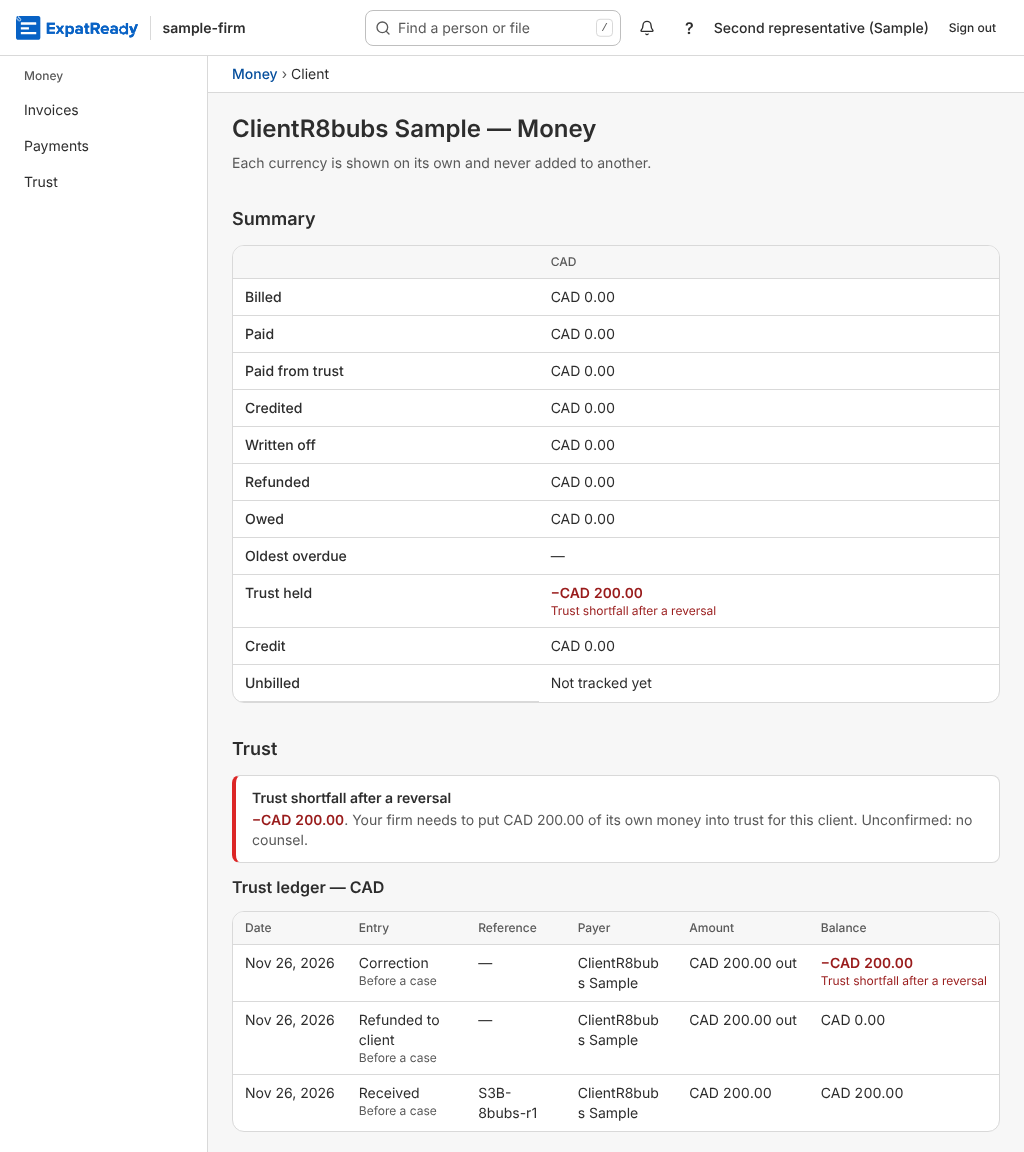 ExpatReady
sample-firm
Find a person or file
/
?
Second representative (Sample)
Sign out
Money
Invoices
Payments
Trust
Money › Client
ClientR8bubs Sample — Money
Each currency is shown on its own and never added to another.
Summary
CAD
Billed CAD 0.00
Paid CAD 0.00
Paid from trust CAD 0.00
Credited CAD 0.00
Written off CAD 0.00
Refunded CAD 0.00
Owed CAD 0.00
Oldest overdue —
Trust held −CAD 200.00
Trust shortfall after a reversal
Credit CAD 0.00
Unbilled Not tracked yet
Trust
Trust shortfall after a reversal
−CAD 200.00. Your firm needs to put CAD 200.00 of its own money into trust for this client. Unconfirmed: no
counsel.
Trust ledger — CAD
Date Entry Reference Payer Amount Balance
Nov 26, 2026 Correction — ClientR8bub CAD 200.00 out −CAD 200.00
Before a case s Sample Trust shortfall after a reversal
Nov 26, 2026 Refunded to — ClientR8bub CAD 200.00 out CAD 0.00
client s Sample
Before a case
Nov 26, 2026 Received S3B- ClientR8bub CAD 200.00 CAD 200.00
Before a case 8bubs-r1 s Sample